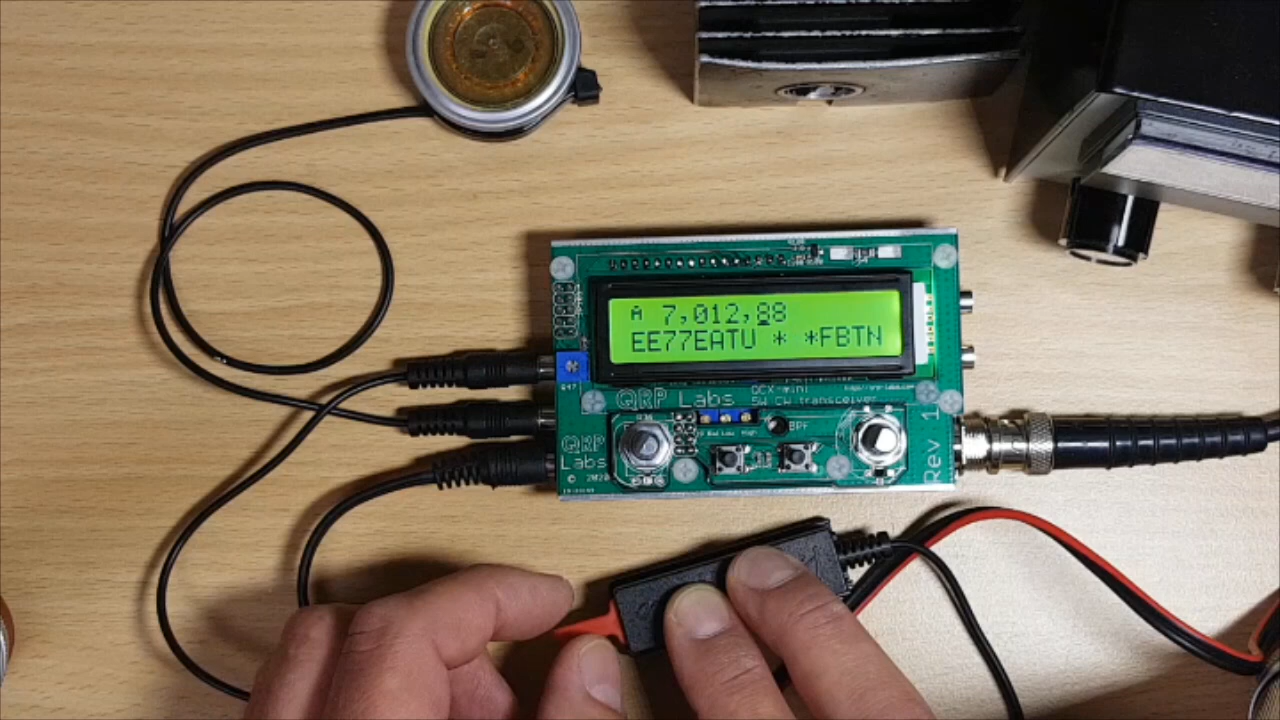 A 7,012,88
EE77EATU * *FBTN
QCX-mini
QRP Labs
5W CW transceiver
BPF
QRP
Labs
© 2020
Rev 1